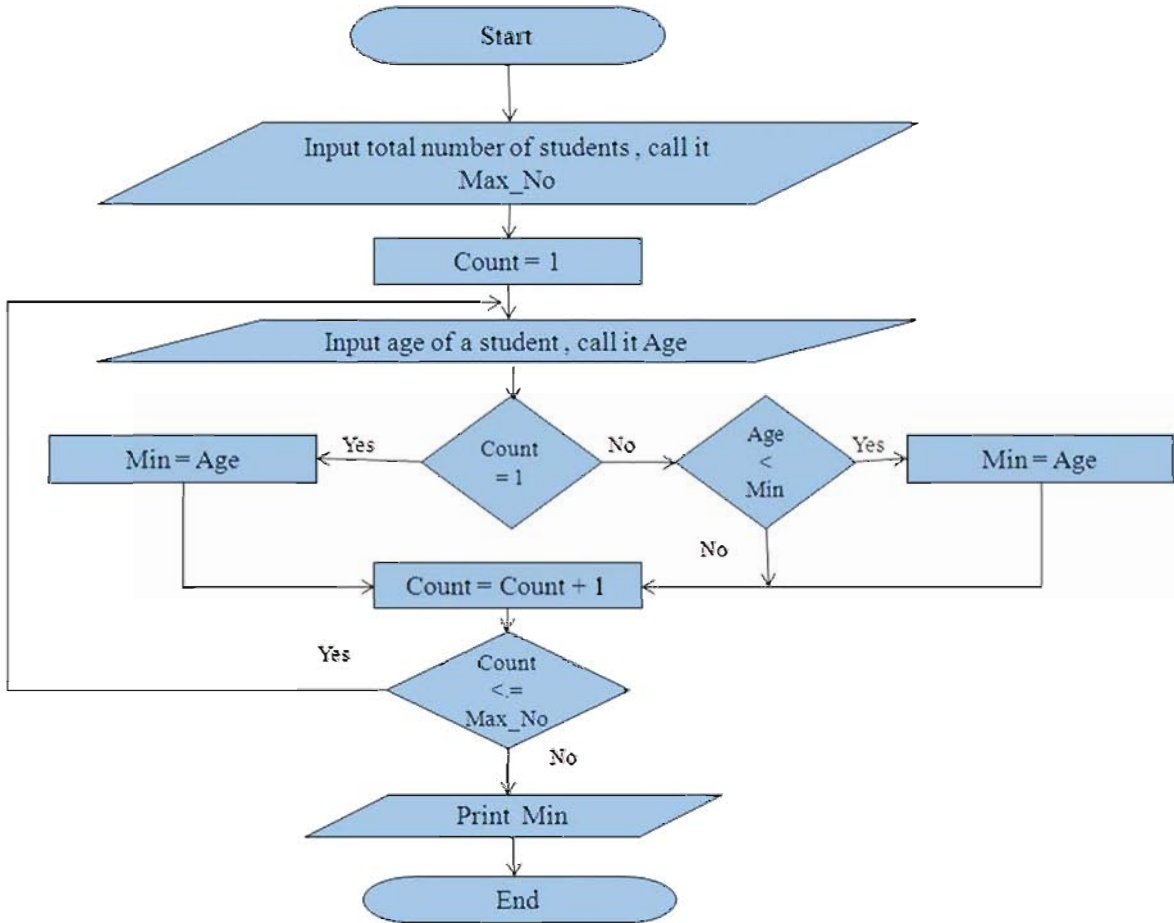 Start
Input total number of students , call it
Max_No
Count = 1
Input age of a student , call it Age
Yes
No
Yes
Min = Age
Count
= 1
Age
<
Min
Min = Age
No
Count = Count + 1
Yes
Count
<.=
Max_No
No
Print Min
End